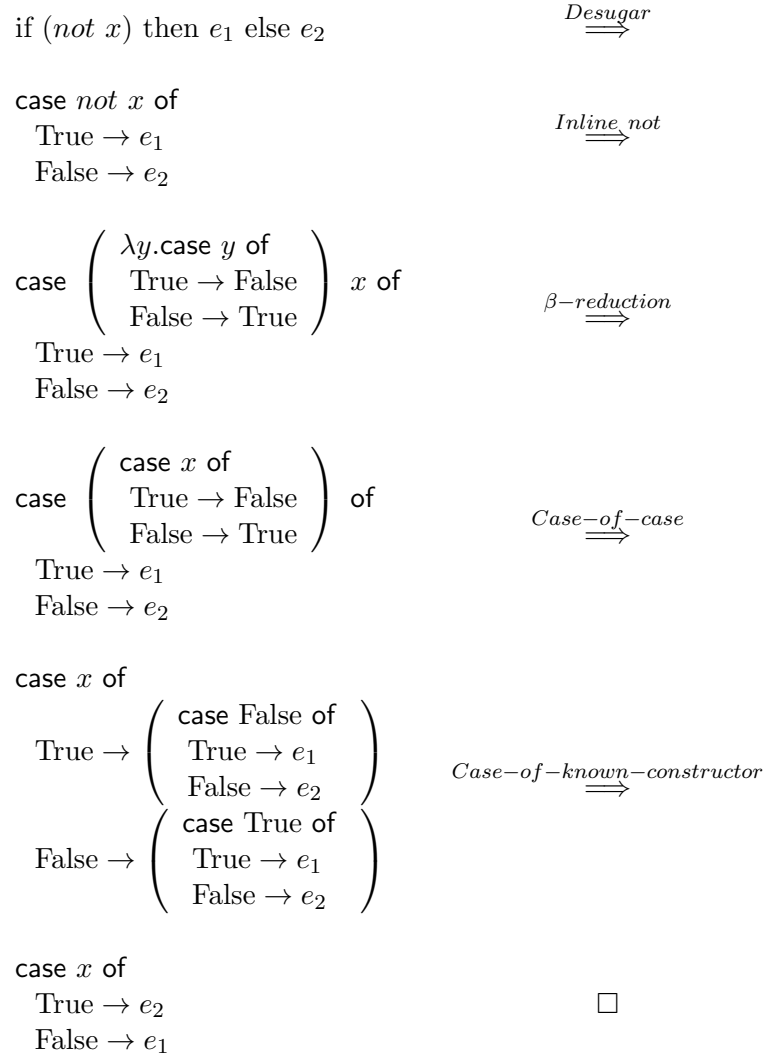 if (not x) then e₁ else e₂ Desugar ⟹
case not x of
True → e₁ Inline not ⟹
False → e₂
λy.case y of
case ( True → False ) x of
False → True β−reduction ⟹
True → e₁
False → e₂
case x of
case ( True → False ) of
False → True Case−of−case ⟹
True → e₁
False → e₂
case x of
case False of
True → ( True → e₁ )
False → e₂ Case−of−known−constructor ⟹
case True of
False → ( True → e₁ )
False → e₂
case x of
True → e₂ □
False → e₁